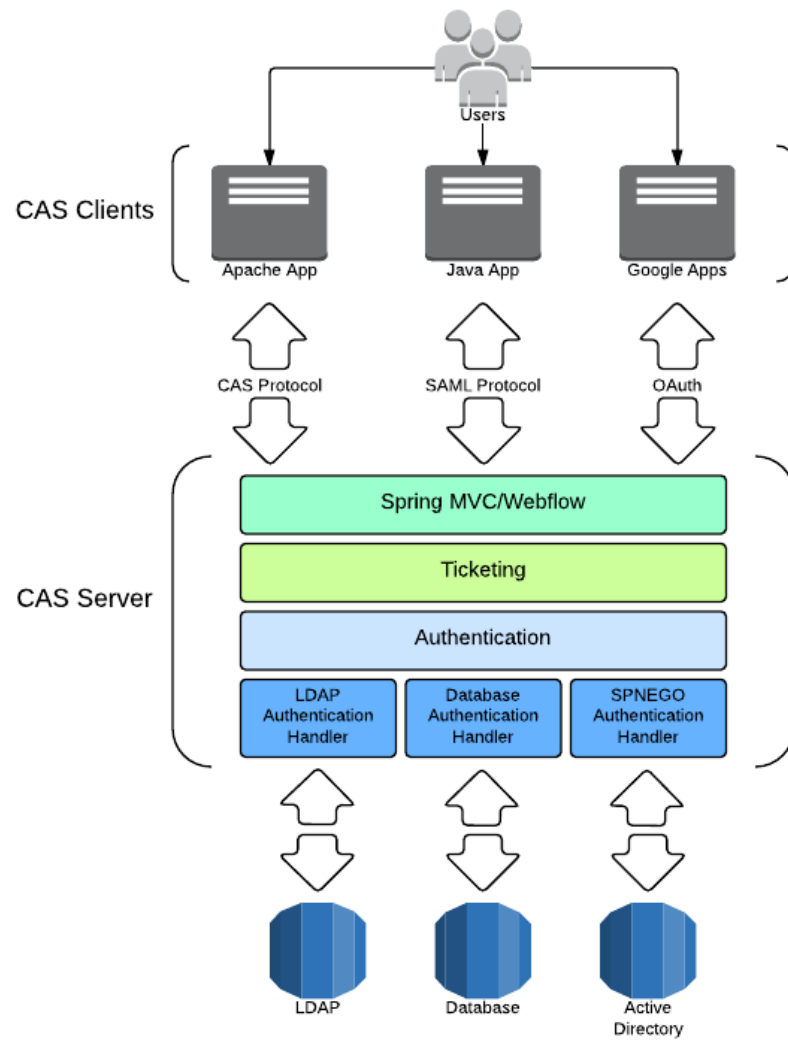 Users
CAS Clients
Apache App
Java App
Google Apps
CAS Protocol
SAML Protocol
OAuth
CAS Server
Spring MVC/Webflow
Ticketing
Authentication
LDAP
Authentication
Handler
Database
Authentication
Handler
SPNEGO
Authentication
Handler
LDAP
Database
Active
Directory